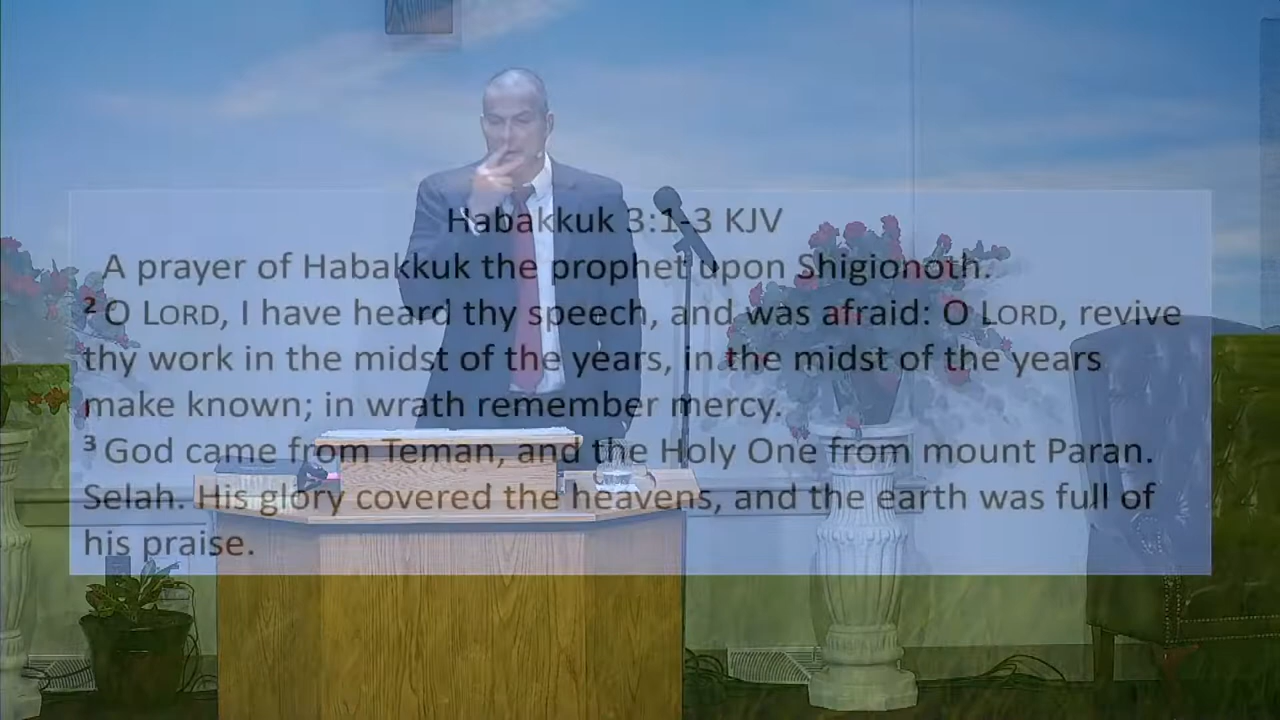 Habakkuk 3:1-3 KJV
A prayer of Habakkuk the prophet upon Shigionoth.
² O LORD, I have heard thy speech, and was afraid: O LORD, revive
thy work in the midst of the years, in the midst of the years
make known; in wrath remember mercy.
³ God came from Teman, and the Holy One from mount Paran.
Selah. His glory covered the heavens, and the earth was full of
his praise.